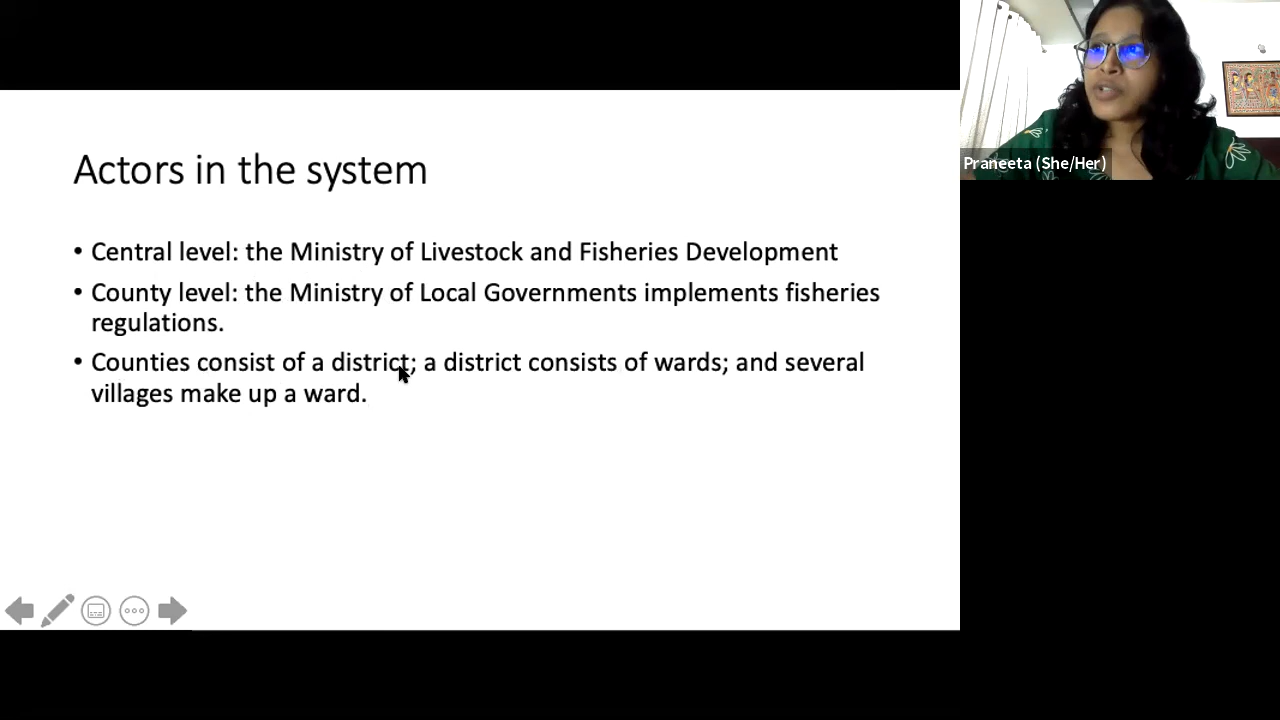 Actors in the system
• Central level: the Ministry of Livestock and Fisheries Development
• County level: the Ministry of Local Governments implements fisheries
regulations.
• Counties consist of a district; a district consists of wards; and several
villages make up a ward.
Praneeta (She/Her)